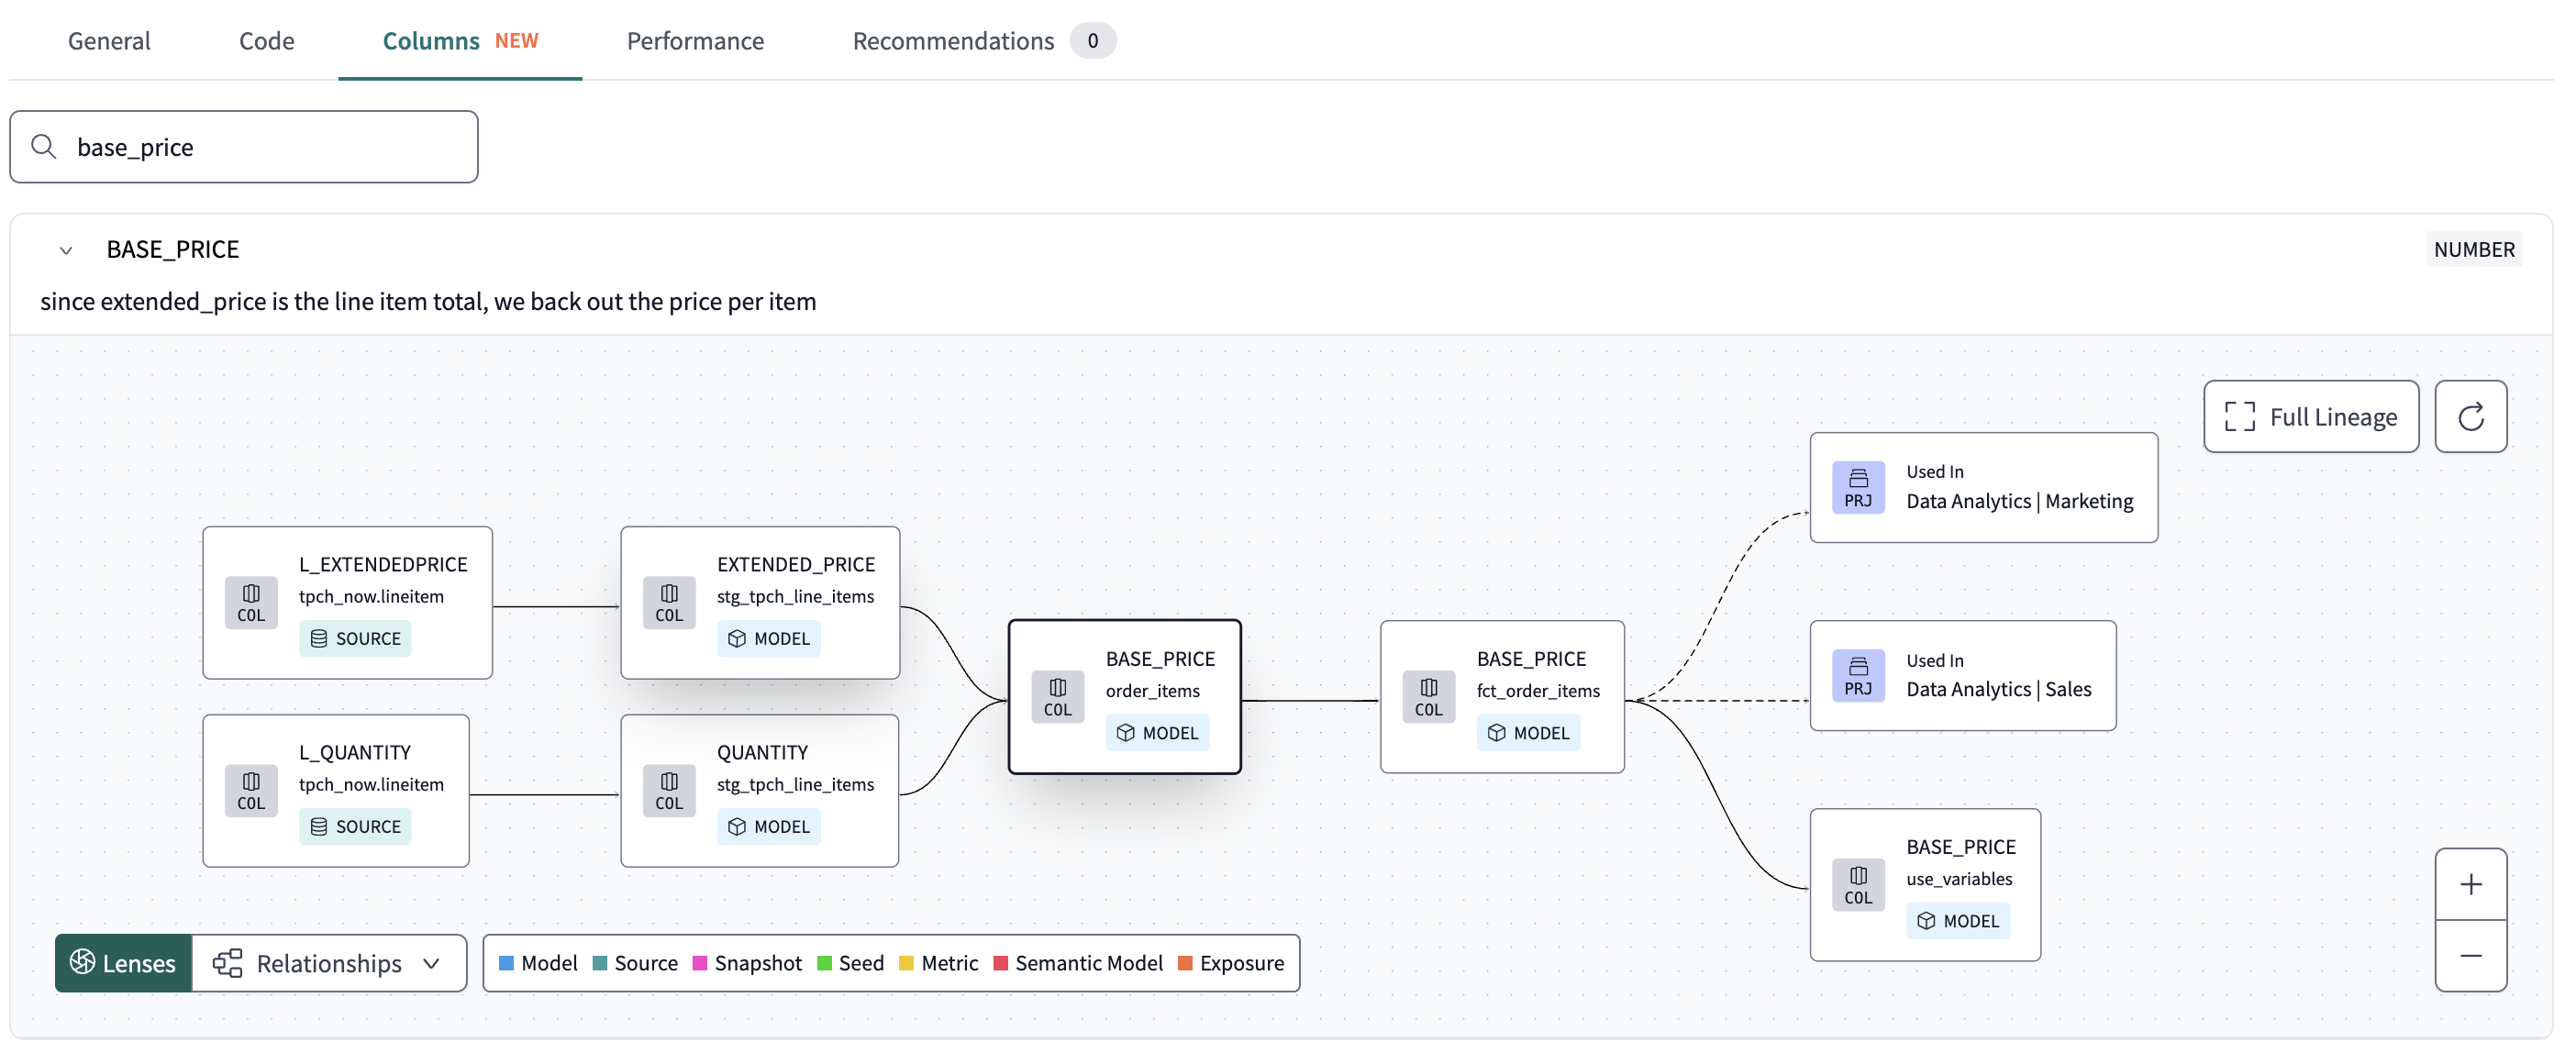 General Code Columns NEW Performance Recommendations 0
base_price
BASE_PRICE NUMBER
since extended_price is the line item total, we back out the price per item
Full Lineage
L_EXTENDEDPRICE
tpch_now.lineitem
COL
SOURCE
L_QUANTITY
tpch_now.lineitem
COL
SOURCE
EXTENDED_PRICE
stg_tpch_line_items
COL
MODEL
QUANTITY
stg_tpch_line_items
COL
MODEL
BASE_PRICE
order_items
COL
MODEL
BASE_PRICE
fct_order_items
COL
MODEL
Used In
PRJ
Data Analytics | Marketing
Used In
PRJ
Data Analytics | Sales
BASE_PRICE
use_variables
COL
MODEL
Lenses Relationships
Model Source Snapshot Seed Metric Semantic Model Exposure